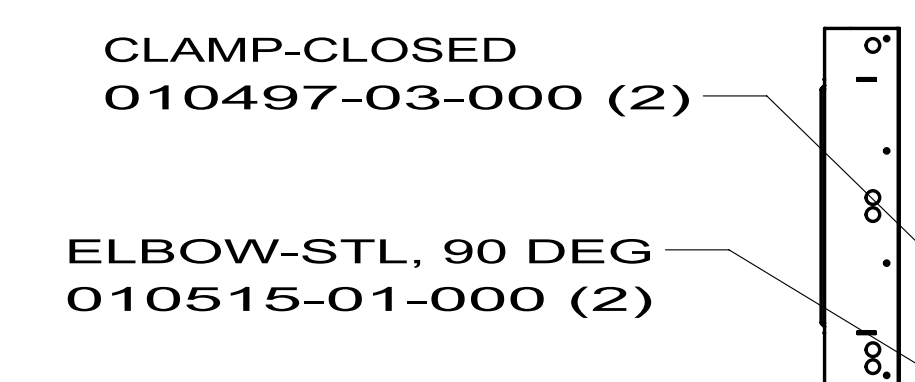 CLAMP-CLOSED
010497-03-000 (2)
ELBOW-STL, 90 DEG
010515-01-000 (2)